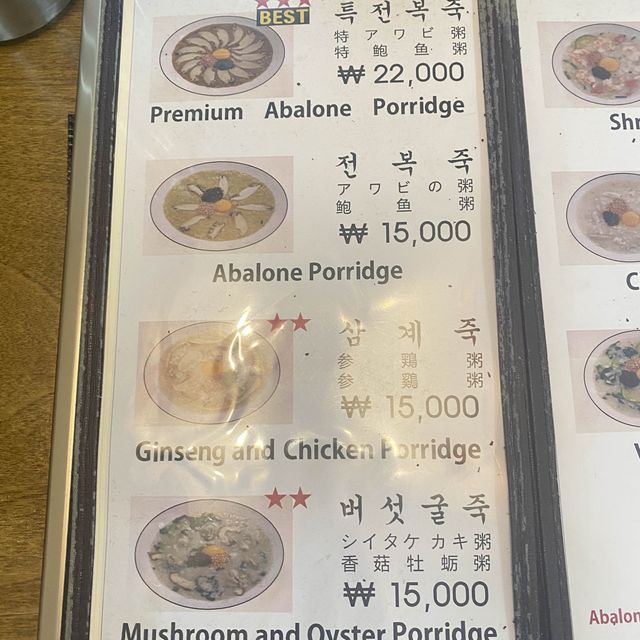 BEST
특 전 복 죽
特 ア ワ ビ 粥
特 鮑 鱼 粥
₩ 22,000
Premium Abalone Porridge
전 복 죽
ア ワ ビ の 粥
鮑 鱼 粥
₩ 15,000
Abalone Porridge
삼 계 죽
参 鶏 粥
参 鷄 粥
₩ 15,000
Ginseng and Chicken Porridge
버 섯 굴 죽
シイタケカキ粥
香 菇 牡 蛎 粥
₩ 15,000
Mushroom and Oyster Porridge
Shr
C
Abalon